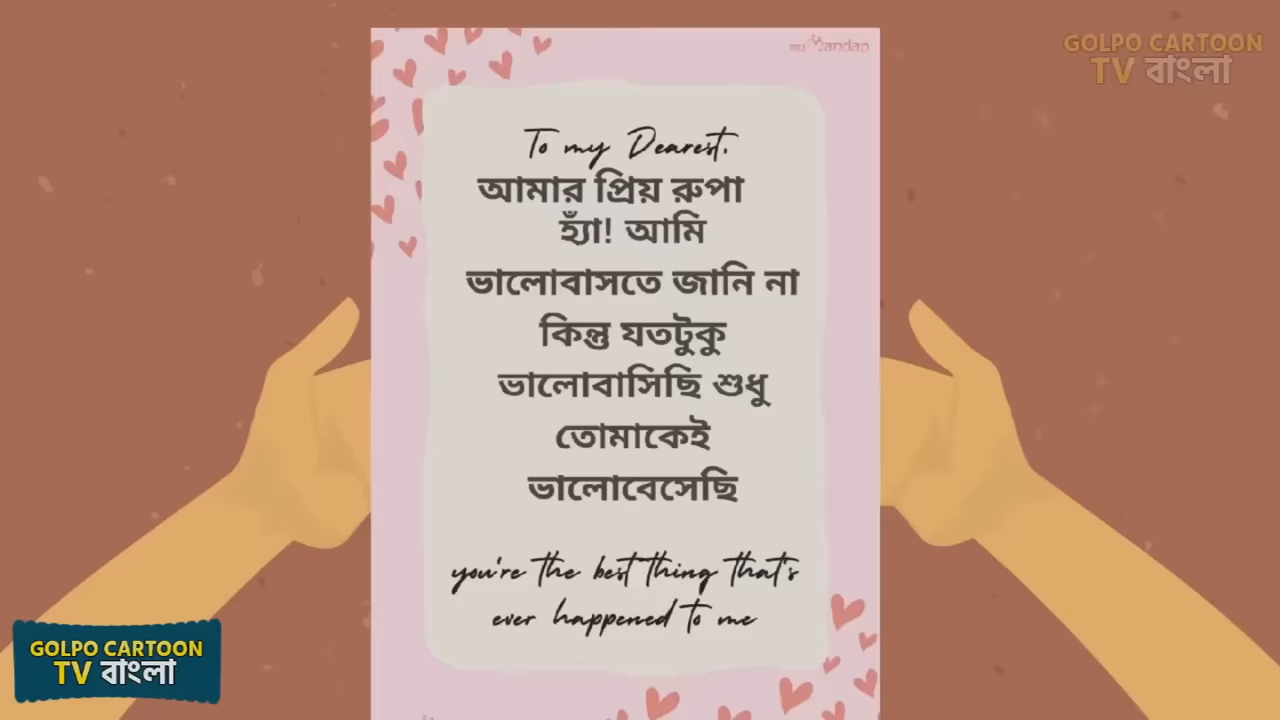 GOLPO CARTOON
TV বাংলা
To my Dearest,
আমার প্রিয় রুপা
হ্যাঁ! আমি
ভালোবাসতে জানি না
কিন্তু যতটুকু
ভালোবাসিছি শুধু
তোমাকেই
ভালোবেসেছি
you're the best thing that's
ever happened to me
GOLPO CARTOON
TV বাংলা